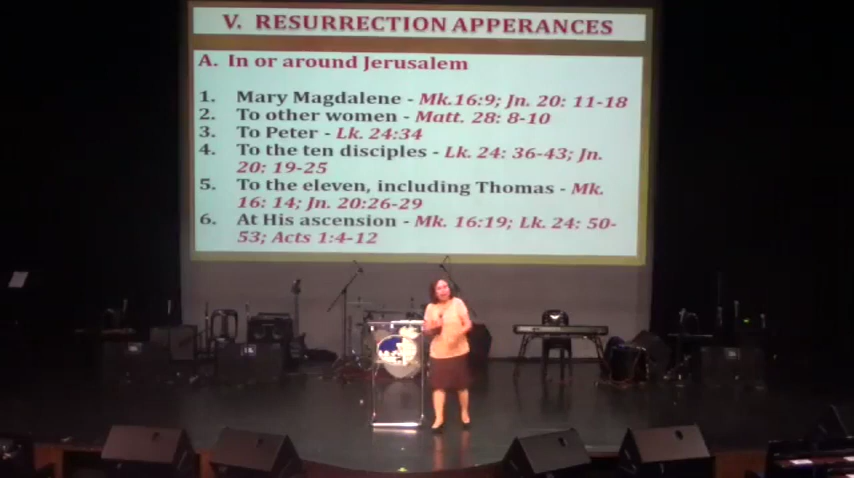 V. RESURRECTION APPERANCES
A. In or around Jerusalem
1. Mary Magdalene - Mk.16:9; Jn. 20: 11-18
2. To other women - Matt. 28: 8-10
3. To Peter - Lk. 24:34
4. To the ten disciples - Lk. 24: 36-43; Jn.
20: 19-25
5. To the eleven, including Thomas - Mk.
16: 14; Jn. 20:26-29
6. At His ascension - Mk. 16:19; Lk. 24: 50-
53; Acts 1:4-12